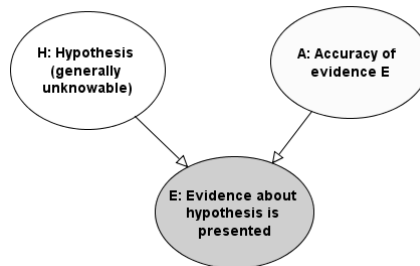 H: Hypothesis
(generally
unknowable)
A: Accuracy of
evidence E
E: Evidence about
hypothesis is
presented